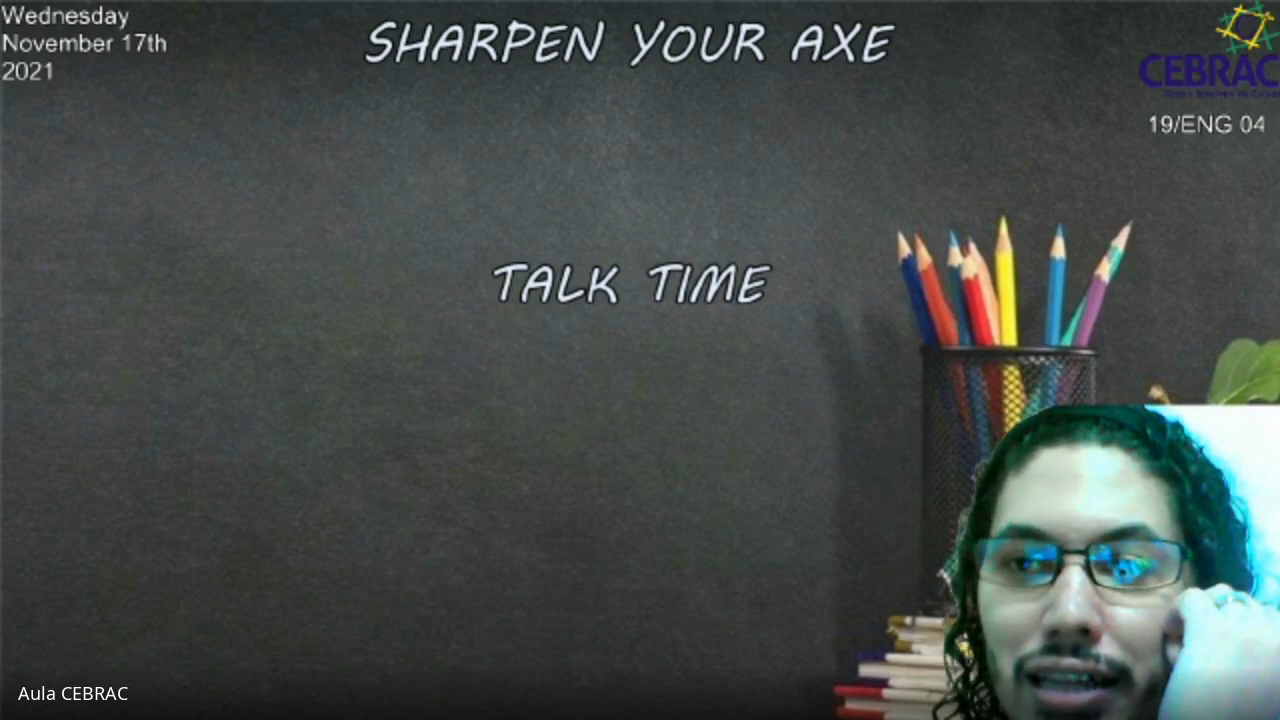 Wednesday
November 17th
2021
SHARPEN YOUR AXE
CEBRAC
19/ENG 04
TALK TIME
Aula CEBRAC